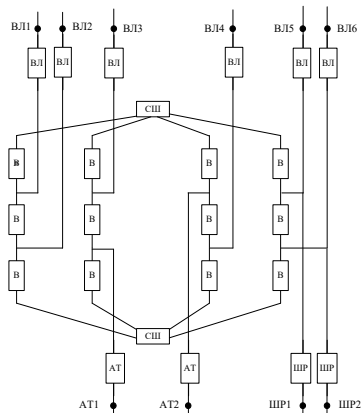 ВЛ1 ВЛ2 ВЛ3 ВЛ4 ВЛ5 ВЛ6
ВЛ ВЛ ВЛ ВЛ ВЛ ВЛ
СШ
В В В В
В В В В
В В В В
СШ
АТ АТ ШР ШР
АТ1 АТ2 ШР1 ШР2